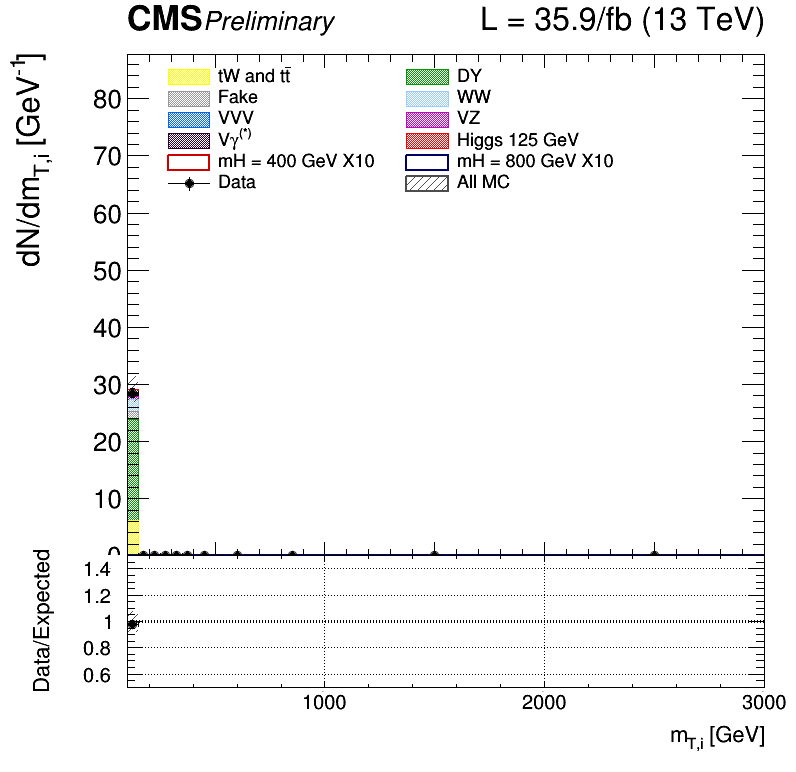 CMS Preliminary L = 35.9/fb (13 TeV)
dN/dm_{T,i} [GeV^{-1}]
80
70
60
50
40
30
20
10
0
tW and tt̄ DY
Fake WW
VVV VZ
Vγ^{(*)} Higgs 125 GeV
mH = 400 GeV X10 mH = 800 GeV X10
Data All MC
Data/Expected
1.4
1.2
1
0.8
0.6
1000 2000 3000
m_{T,i} [GeV]